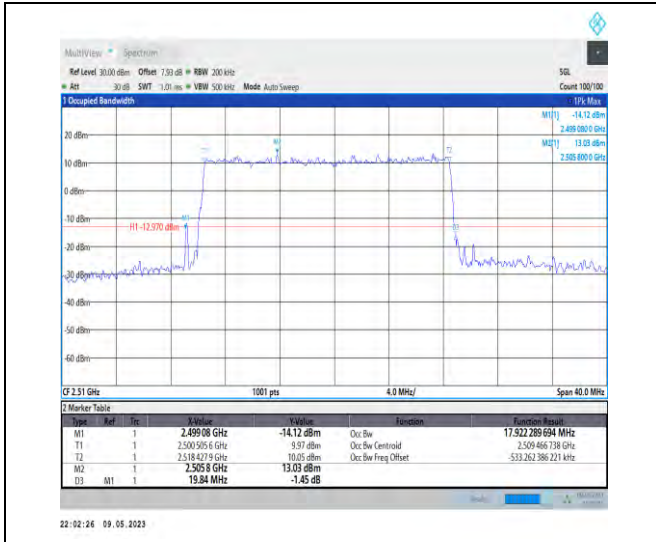 MultiView Spectrum
Ref Level 30.00 dBm Offset 7.93 dB RBW 200 kHz SGL
Att 30 dB SWT 1.01 ms VBW 500 kHz Mode Auto Sweep Count 100/100
1 Occupied Bandwidth 1Pk Max
M1[1] -14.12 dBm
2.499 080 0 GHz
M2[1] 13.03 dBm
2.505 800 0 GHz
20 dBm
M2
T2
10 dBm
0 dBm
-10 dBm
M1
H1 -12.970 dBm
D3
-20 dBm
-30 dBm
-40 dBm
-50 dBm
-60 dBm
CF 2.51 GHz 1001 pts 4.0 MHz/ Span 40.0 MHz
2 Marker Table
Type Ref Trc X-Value Y-Value Function Function Result
M1 1 2.499 08 GHz -14.12 dBm Occ Bw 17.922 289 694 MHz
T1 1 2.500 505 6 GHz 9.97 dBm Occ Bw Centroid 2.509 466 738 GHz
T2 1 2.518 427 9 GHz 10.05 dBm Occ Bw Freq Offset -533.262 386 221 kHz
M2 1 2.505 8 GHz 13.03 dBm
D3 M1 1 19.84 MHz -1.45 dB
22:02:26 09.05.2023